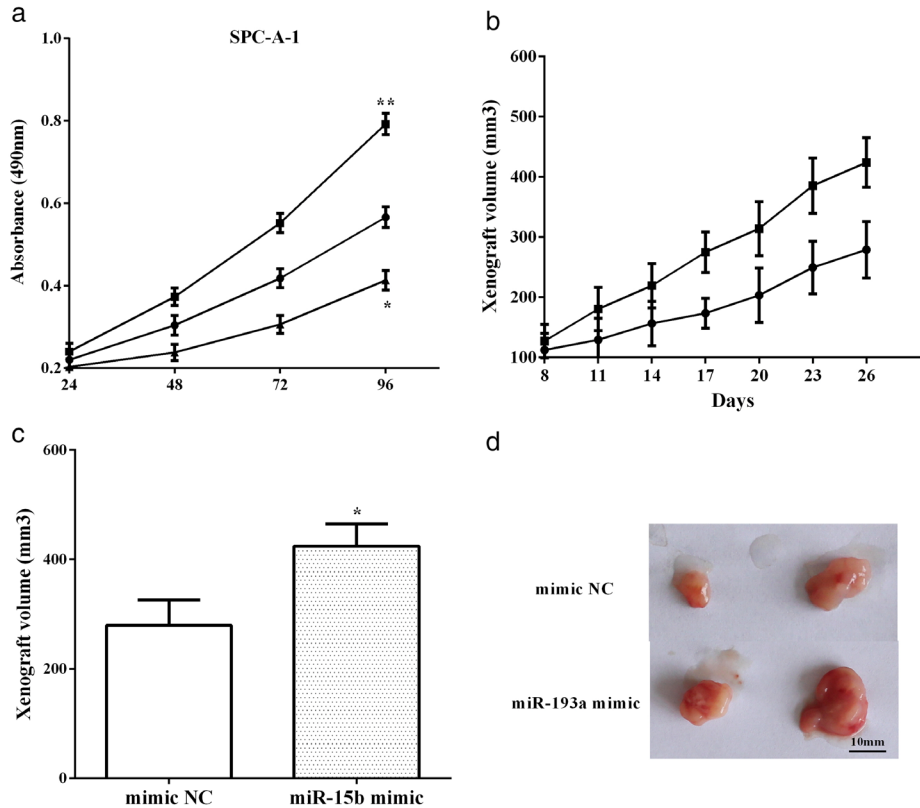 a
SPC-A-1
Absorbance (490nm)
1.0
0.8
0.6
0.4
0.2
24 48 72 96
**
*
b
Xenograft volume (mm3)
600
500
400
300
200
100
8 11 14 17 20 23 26
Days
c
Xenograft volume (mm3)
600
400
200
0
*
mimic NC miR-15b mimic
d
mimic NC
miR-193a mimic
10mm